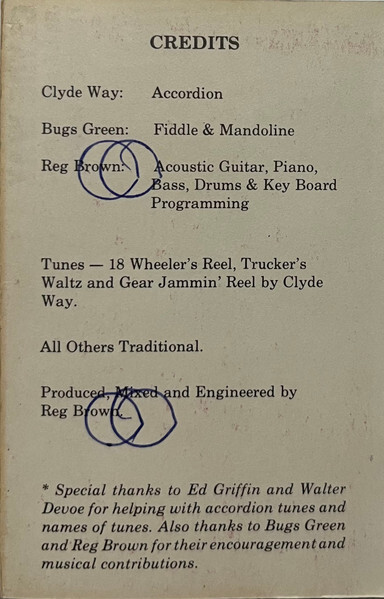 CREDITS
Clyde Way: Accordion
Bugs Green: Fiddle & Mandoline
Reg Brown: Acoustic Guitar, Piano,
Bass, Drums & Key Board
Programming
Tunes — 18 Wheeler's Reel, Trucker's
Waltz and Gear Jammin' Reel by Clyde
Way.
All Others Traditional.
Produced, Mixed and Engineered by
Reg Brown.
* Special thanks to Ed Griffin and Walter
Devoe for helping with accordion tunes and
names of tunes. Also thanks to Bugs Green
and Reg Brown for their encouragement and
musical contributions.